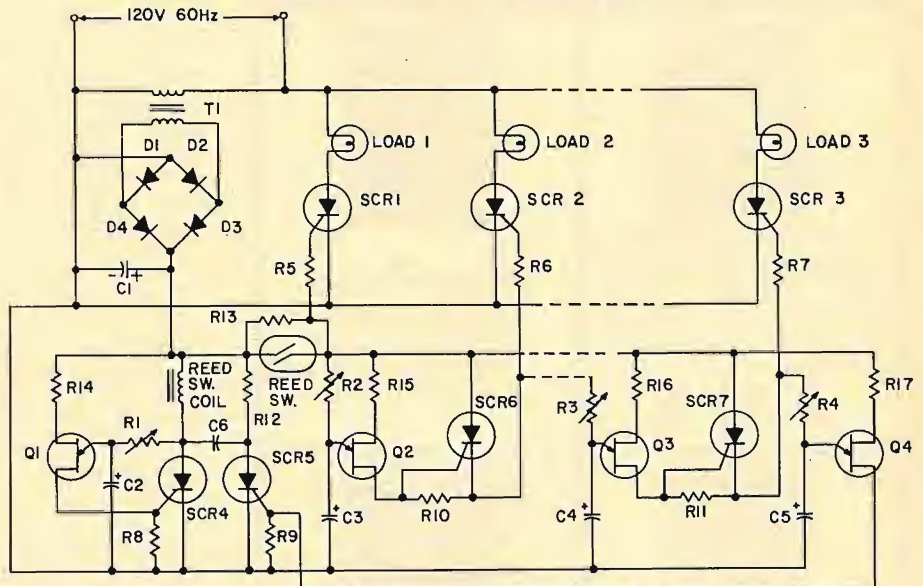 120V 60Hz
T1
D1 D2
D4 D3
C1
- +
LOAD 1
LOAD 2
LOAD 3
SCR1
SCR 2
SCR 3
R5
R6
R7
R13
R14
REED
SW.
COIL
REED
SW.
R12
R2
R15
SCR6
R3
R16
SCR7
R4
R17
Q1
R1
C6
SCR5
Q2
Q3
Q4
+
C2
SCR4
R8
R9
+
C3
R10
+
C4
R11
+
C5